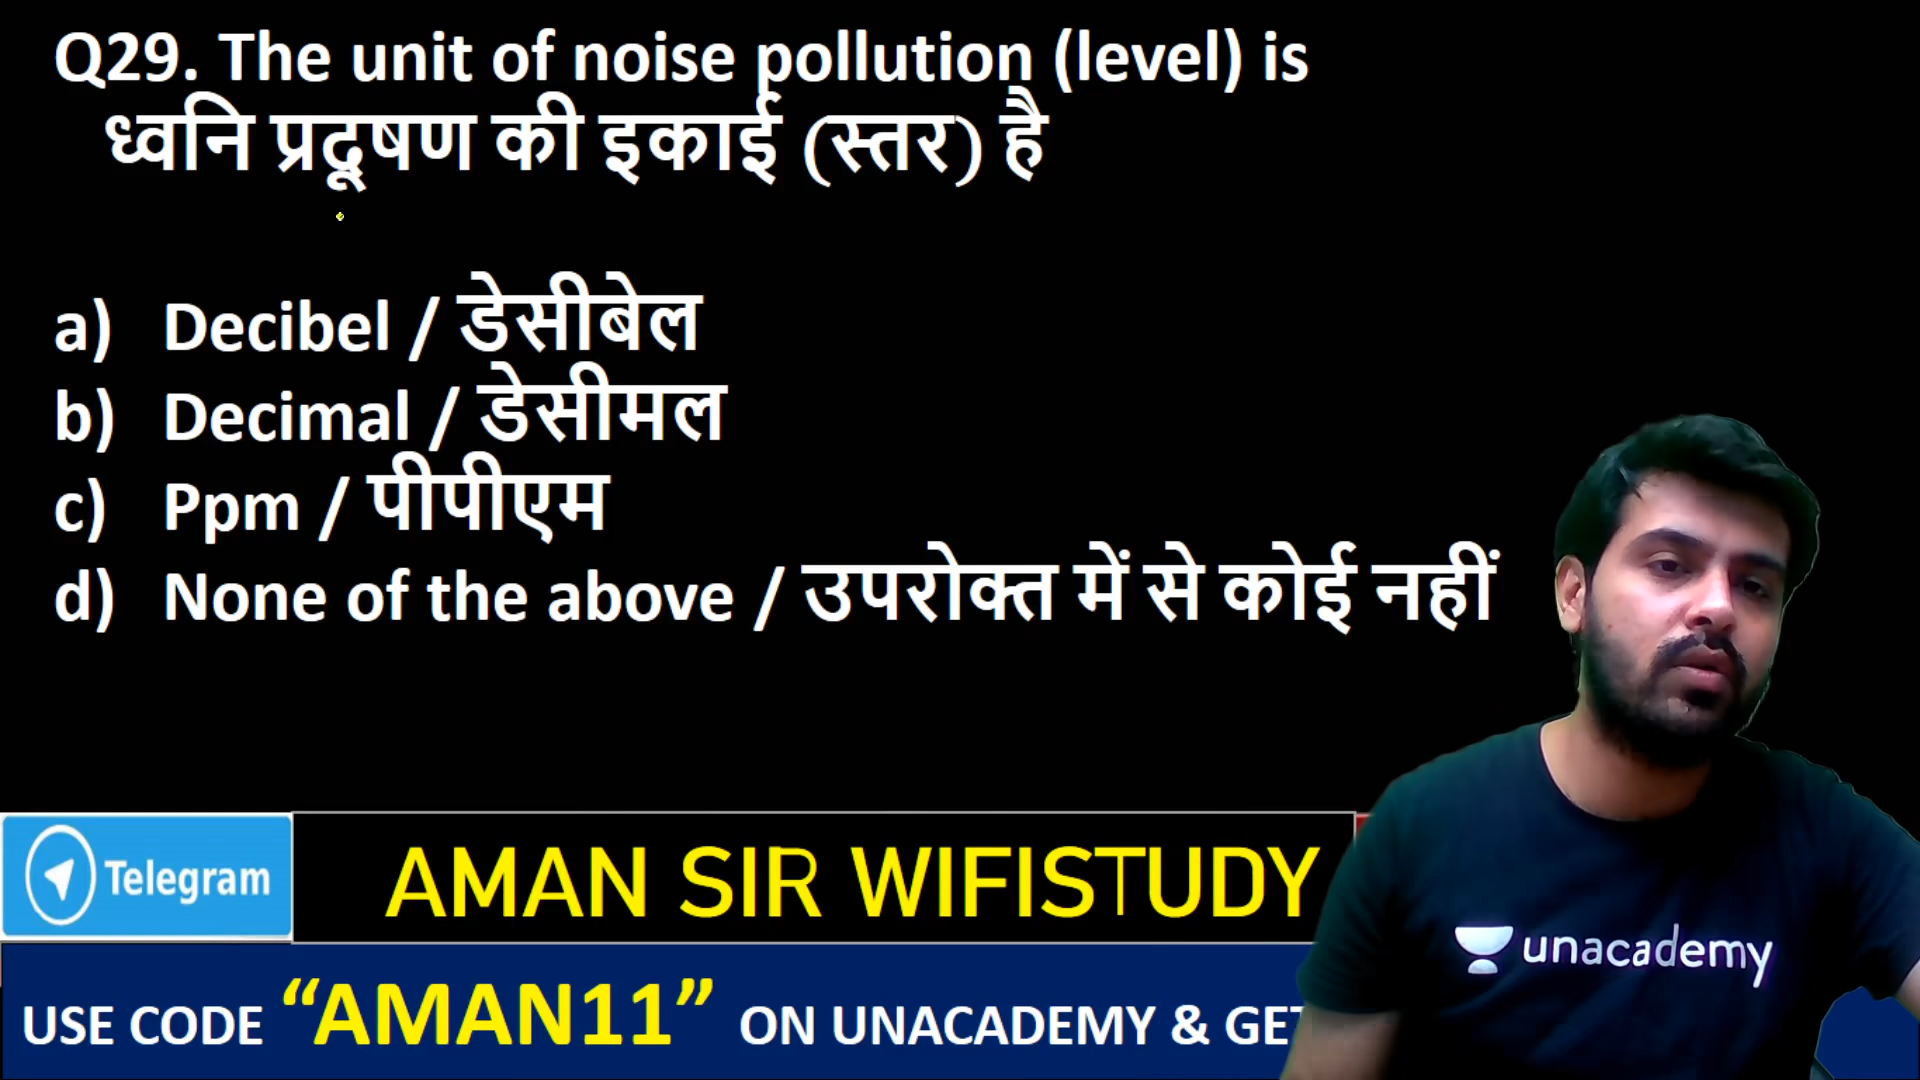 Q29. The unit of noise pollution (level) is
ध्वनि प्रदूषण की इकाई (स्तर) है
a) Decibel / डेसीबेल
b) Decimal / डेसीमल
c) Ppm / पीपीएम
d) None of the above / उपरोक्त में से कोई नहीं
Telegram
AMAN SIR WIFISTUDY
unacademy
USE CODE “AMAN11” ON UNACADEMY & GET